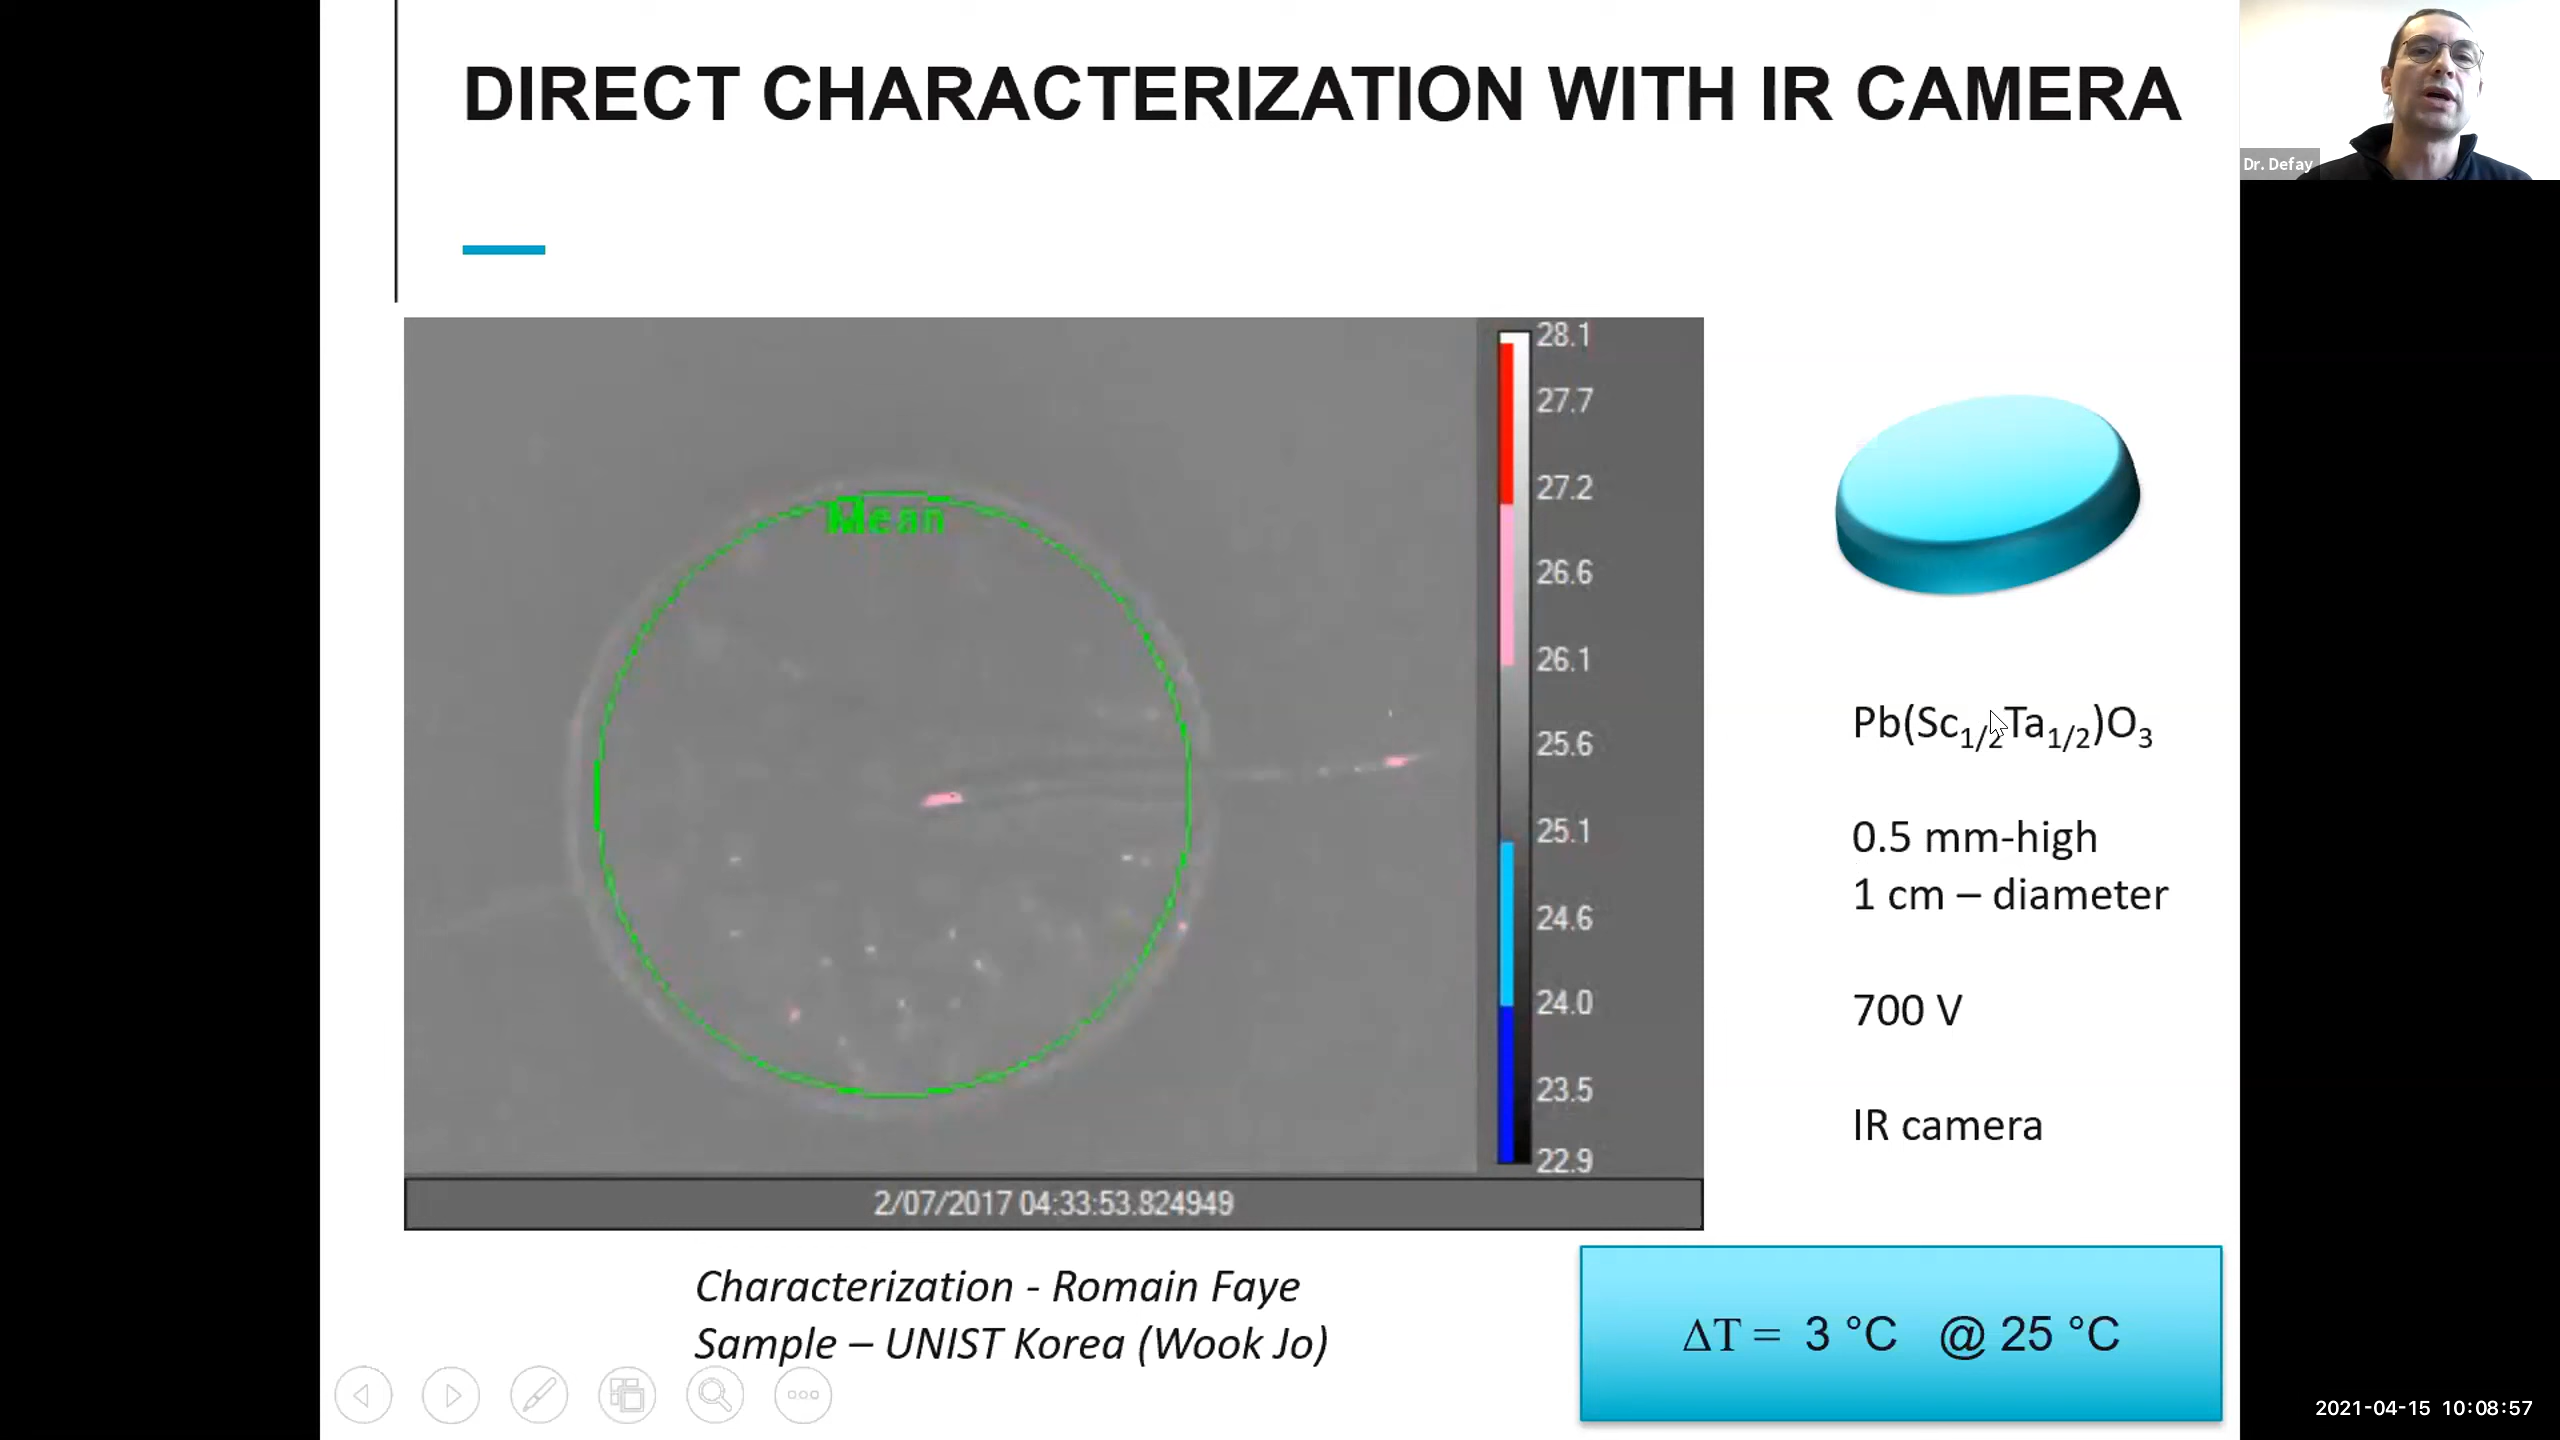 DIRECT CHARACTERIZATION WITH IR CAMERA
Dr. Defay
Mean
28.1
27.7
27.2
26.6
26.1
25.6
25.1
24.6
24.0
23.5
22.9
2/07/2017 04:33:53.824949
Pb(Sc1/2Ta1/2)O3
0.5 mm-high
1 cm – diameter
700 V
IR camera
Characterization - Romain Faye
Sample – UNIST Korea (Wook Jo)
ΔT = 3 °C @ 25 °C
2021-04-15 10:08:57